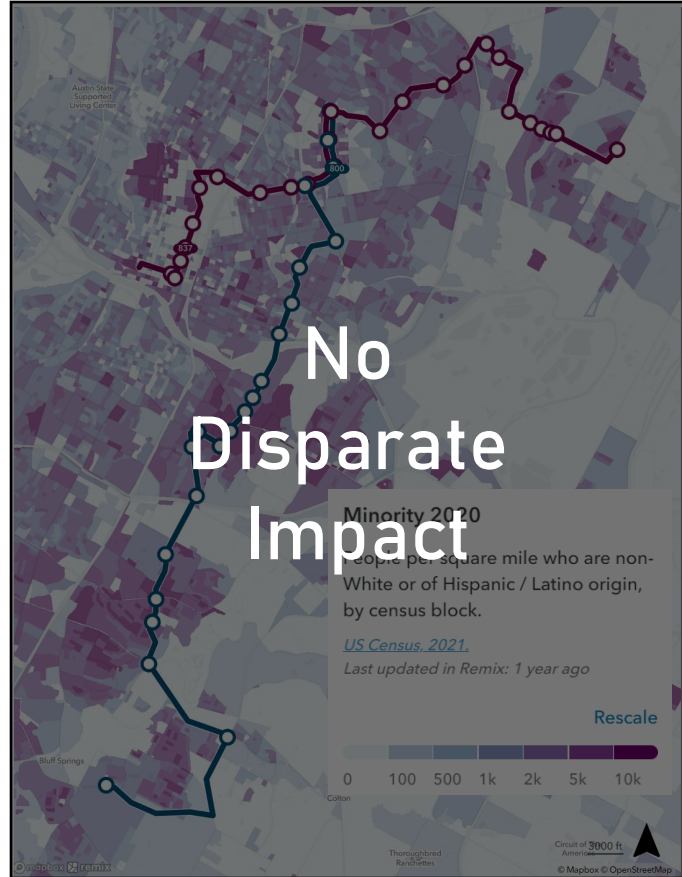 Austin State
Supported
Living Center
800
837
No
Disparate
Impact
Minority 2020
People per square mile who are non-
White or of Hispanic / Latino origin,
by census block.
US Census, 2021.
Last updated in Remix: 1 year ago
Rescale
0 100 500 1k 2k 5k 10k
Bluff Springs
Colton
Thoroughbred
Ranchettes
Circuit of
Americas
3000 ft
mapbox remix
© Mapbox © OpenStreetMap